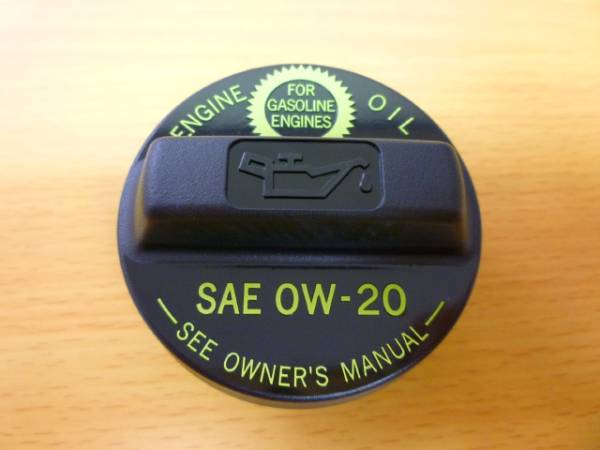 ENGINE OIL
FOR
GASOLINE
ENGINES
SAE 0W-20
SEE OWNER'S MANUAL